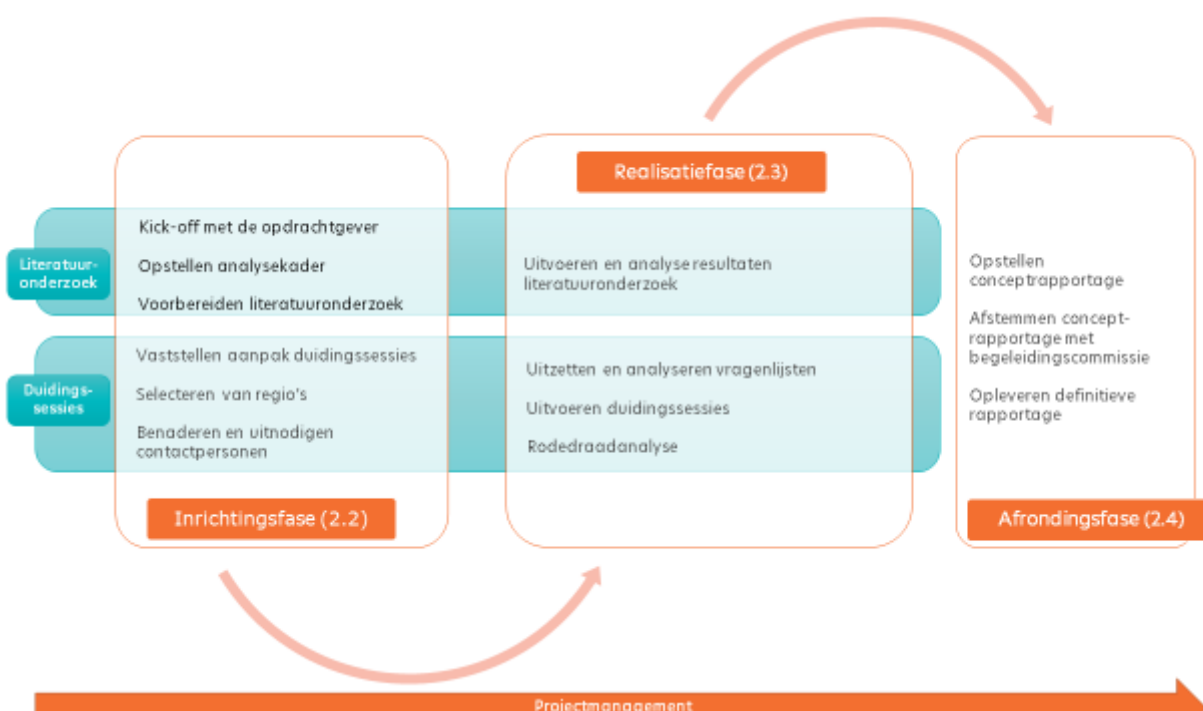 Realisatiefase (2.3)
Kick-off met de opdrachtgever
Literatuur-
onderzoek
Opstellen analysekader
Voorbereiden literatuuronderzoek
Uitvoeren en analyse resultaten
literatuuronderzoek
Duidings-
sessies
Vaststellen aanpak duidingssessies
Selecteren van regio's
Benaderen en uitnodigen
contactpersonen
Uitzetten en analyseren vragenlijsten
Uitvoeren duidingssessies
Rodedraadanalyse
Opstellen
conceptrapportage
Afstemmen concept-
rapportage met
begeleidingscommissie
Opleveren definitieve
rapportage
Inrichtingsfase (2.2)
Afrondingsfase (2.4)
Projectmanagement